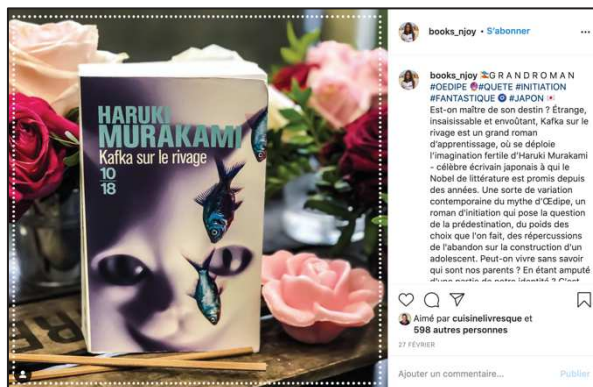 HARUKI
MURAKAMI
Kafka sur le rivage
10
18
books_njoy • S'abonner
books_njoy G R A N D R O M A N
#OEDIPE #QUETE #INITIATION
#FANTASTIQUE #JAPON
Est-on maître de son destin ? Étrange,
insaisissable et envoûtant, Kafka sur le
rivage est un grand roman
d'apprentissage, où se déploie
l'imagination fertile d'Haruki Murakami
- célèbre écrivain japonais à qui le
Nobel de littérature est promis depuis
des années. Une sorte de variation
contemporaine du mythe d'Œdipe, un
roman d'initiation qui pose la question
de la prédestination, du poids des
choix que l'on fait, des répercussions
de l'abandon sur la construction d'un
adolescent. Peut-on vivre sans savoir
qui sont nos parents ? En étant amputé
d'une partie de notre identité ? C'est
Aimé par cuisinelivresque et
598 autres personnes
27 FÉVRIER
Ajouter un commentaire... Publier